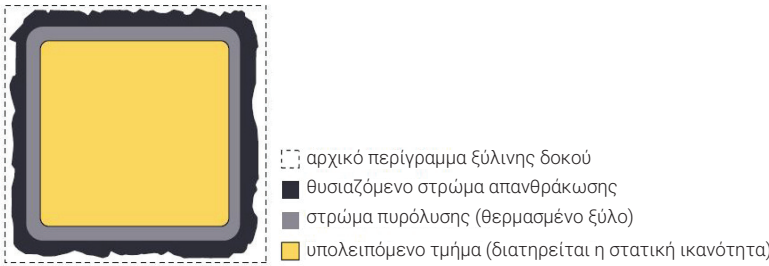 αρχικό περίγραμμα ξύλινης δοκού
θυσιαζόμενο στρώμα απανθράκωσης
στρώμα πυρόλυσης (θερμασμένο ξύλο)
υπολειπόμενο τμήμα (διατηρείται η στατική ικανότητα)